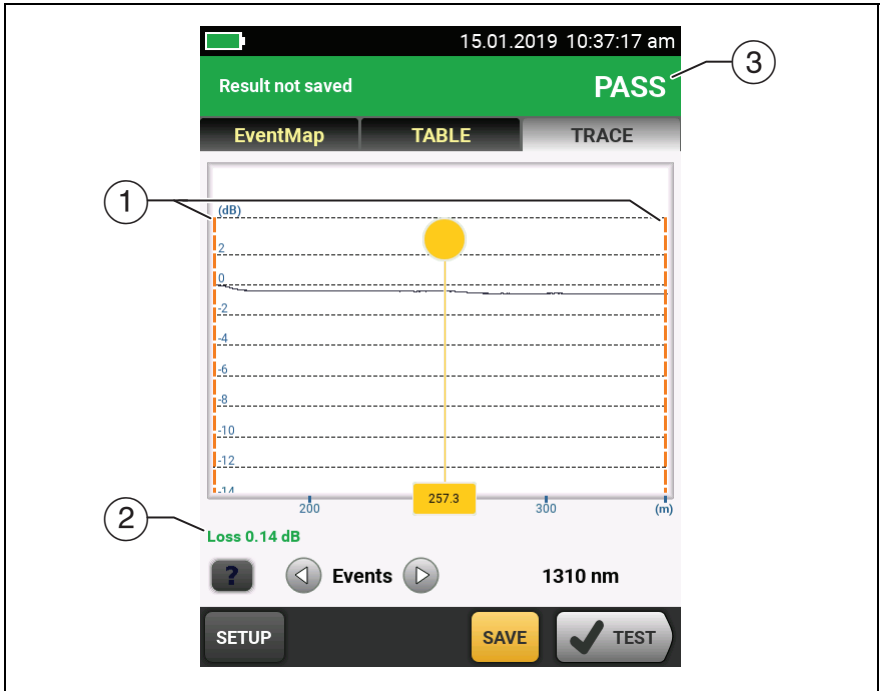 15.01.2019 10:37:17 am
3
Result not saved
PASS
EventMap
TABLE
TRACE
1
(dB)
2
0
-2
-4
-6
-8
-10
-12
-14
200
257.3
300
(m)
2
Loss 0.14 dB
?
Events
1310 nm
SETUP
SAVE
TEST